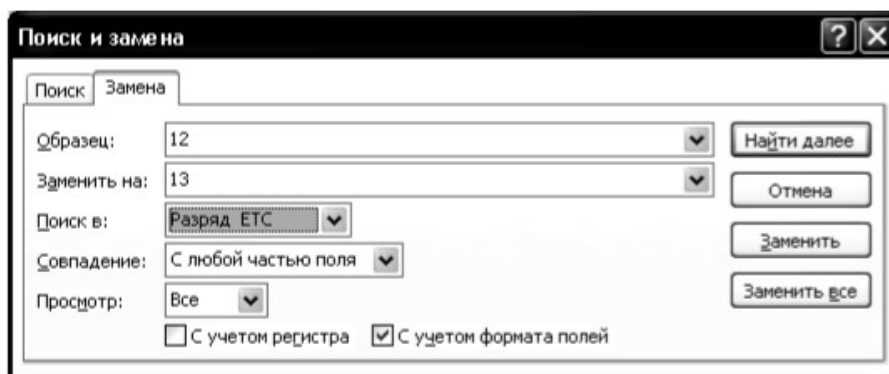 Поиск и замена
Поиск Замена
Образец: 12 Найти далее
Заменить на: 13 Отмена
Поиск в: Разряд ЕТС
Совпадение: С любой частью поля Заменить
Просмотр: Все Заменить все
С учетом регистра С учетом формата полей